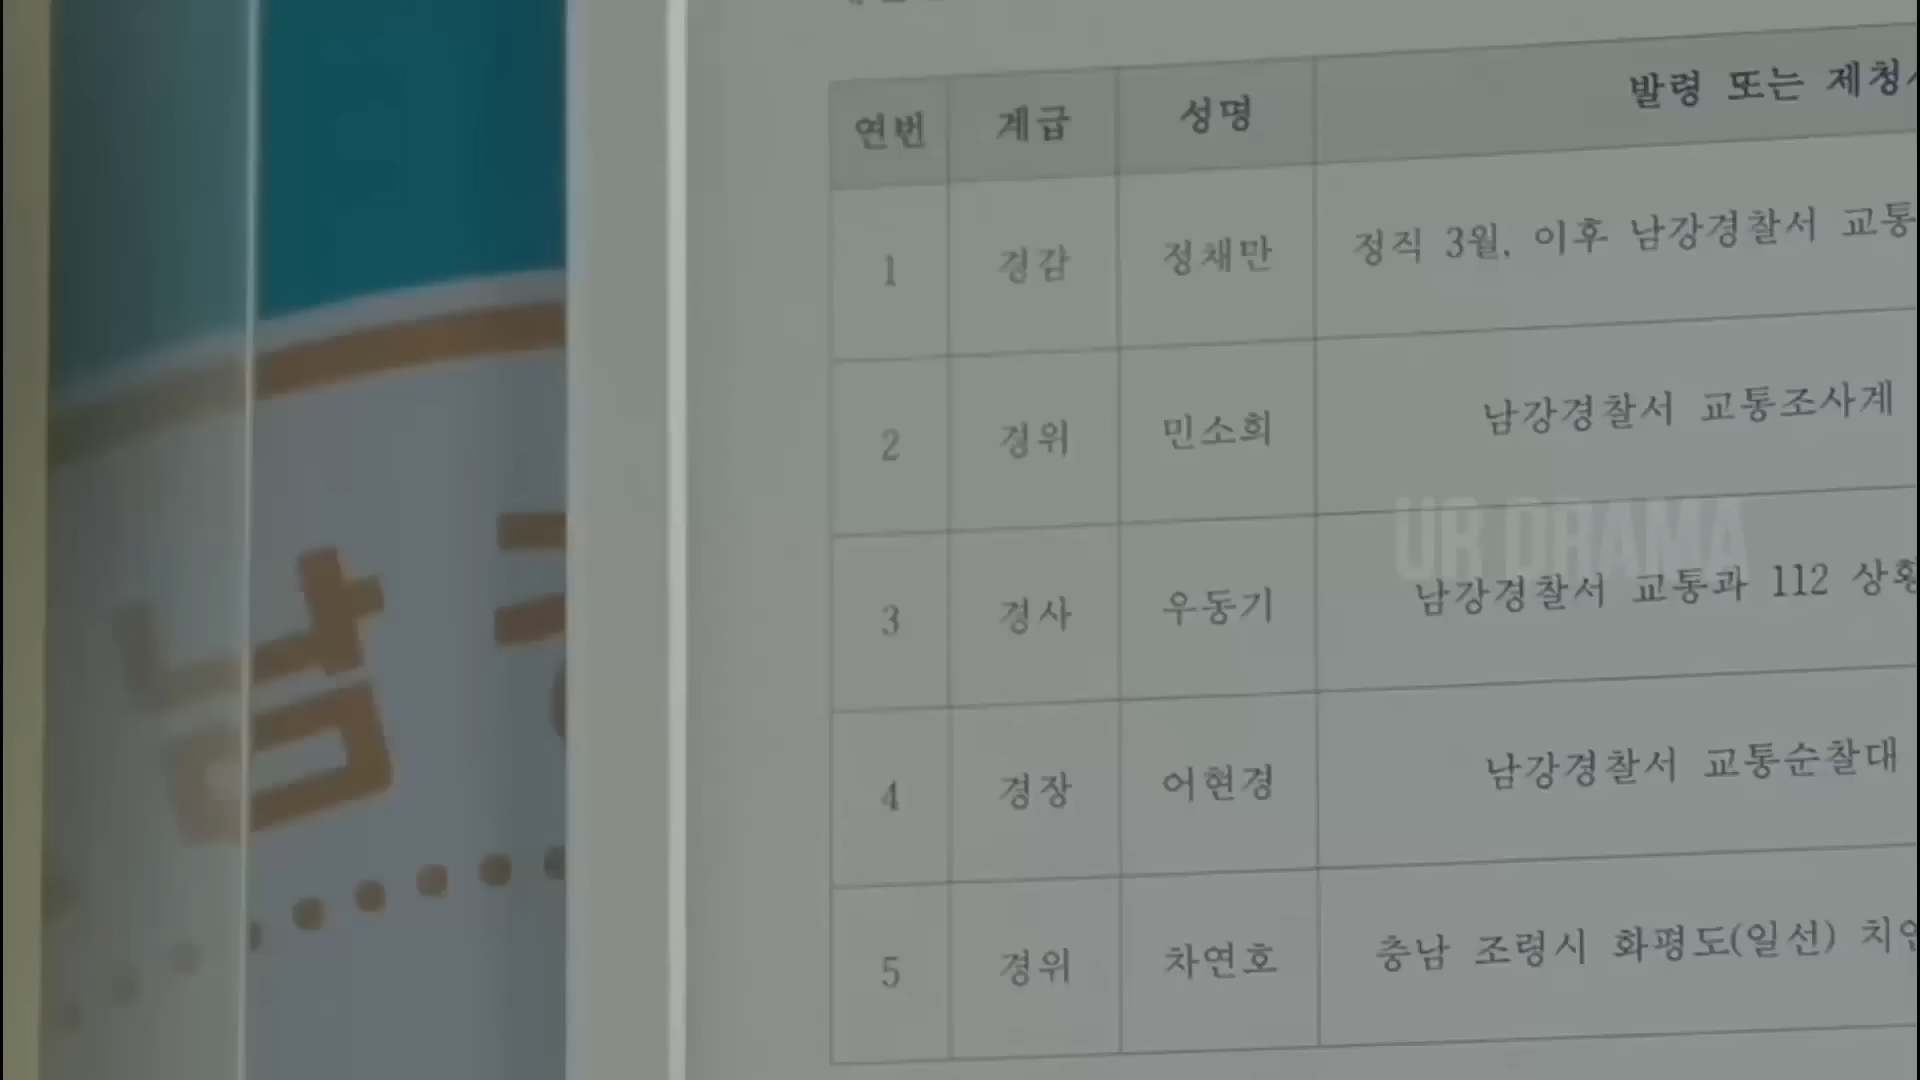 연번 계급 성명 발령 또는 제청
1 경감 정채만 정직 3월, 이후 남강경찰서 교통
2 경위 민소희 남강경찰서 교통조사계
3 경사 우동기 남강경찰서 교통과 112 상황
4 경장 어현경 남강경찰서 교통순찰대
5 경위 차연호 충남 조령시 화평도(일선) 치안
UR DRAMA
남